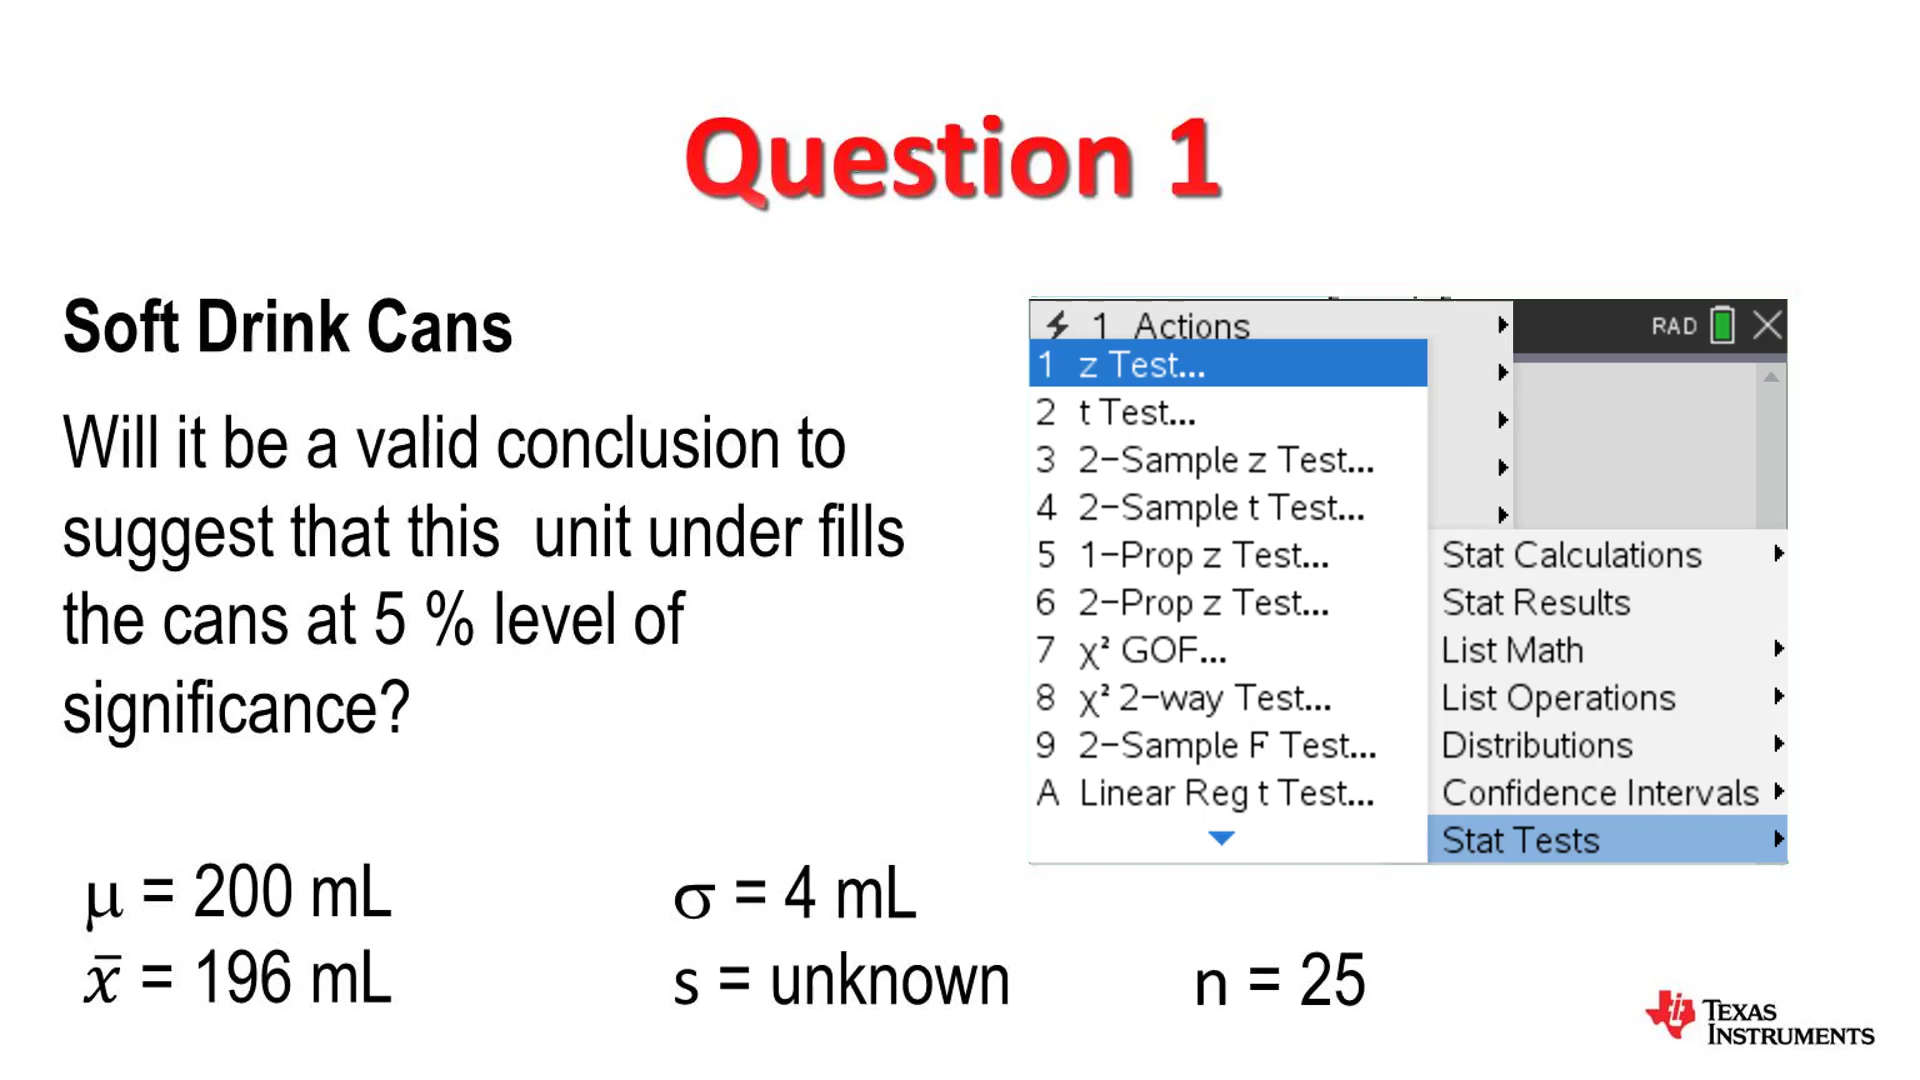 Question 1
Soft Drink Cans
Will it be a valid conclusion to
suggest that this unit under fills
the cans at 5 % level of
significance?
μ = 200 mL
σ = 4 mL
x̄ = 196 mL
s = unknown
n = 25
1 Actions
RAD
1 z Test...
2 t Test...
3 2-Sample z Test...
4 2-Sample t Test...
5 1-Prop z Test...
6 2-Prop z Test...
7 χ² GOF...
8 χ² 2-way Test...
9 2-Sample F Test...
A Linear Reg t Test...
Stat Calculations
Stat Results
List Math
List Operations
Distributions
Confidence Intervals
Stat Tests
TEXAS
INSTRUMENTS